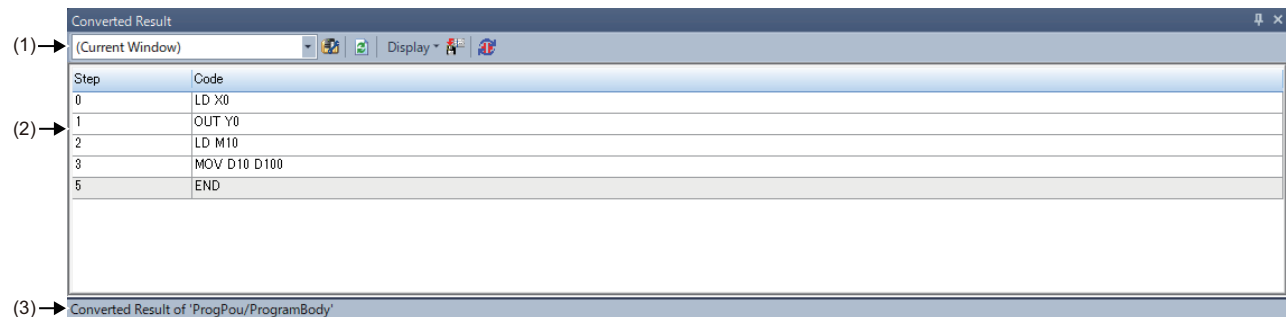 Converted Result
(1) (Current Window) Display
Step Code
0 LD X0
1 OUT Y0
(2)
2 LD M10
3 MOV D10 D100
5 END
(3) Converted Result of 'ProgPou/ProgramBody'